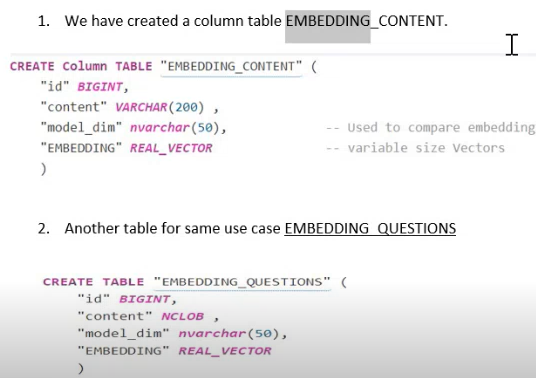 1. We have created a column table EMBEDDING_CONTENT.
CREATE Column TABLE "EMBEDDING_CONTENT" (
"id" BIGINT,
"content" VARCHAR(200) ,
"model_dim" nvarchar(50), -- Used to compare embedding
"EMBEDDING" REAL_VECTOR -- variable size Vectors
)
2. Another table for same use case EMBEDDING_QUESTIONS
CREATE TABLE "EMBEDDING_QUESTIONS" (
"id" BIGINT,
"content" NCLOB ,
"model_dim" nvarchar(50),
"EMBEDDING" REAL_VECTOR
)